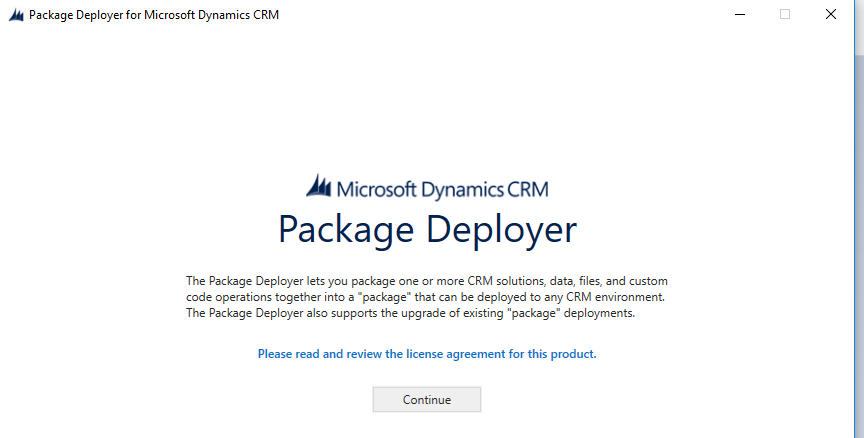 Package Deployer for Microsoft Dynamics CRM
Microsoft Dynamics CRM
Package Deployer
The Package Deployer lets you package one or more CRM solutions, data, files, and custom
code operations together into a "package" that can be deployed to any CRM environment.
The Package Deployer also supports the upgrade of existing "package" deployments.
Please read and review the license agreement for this product.
Continue